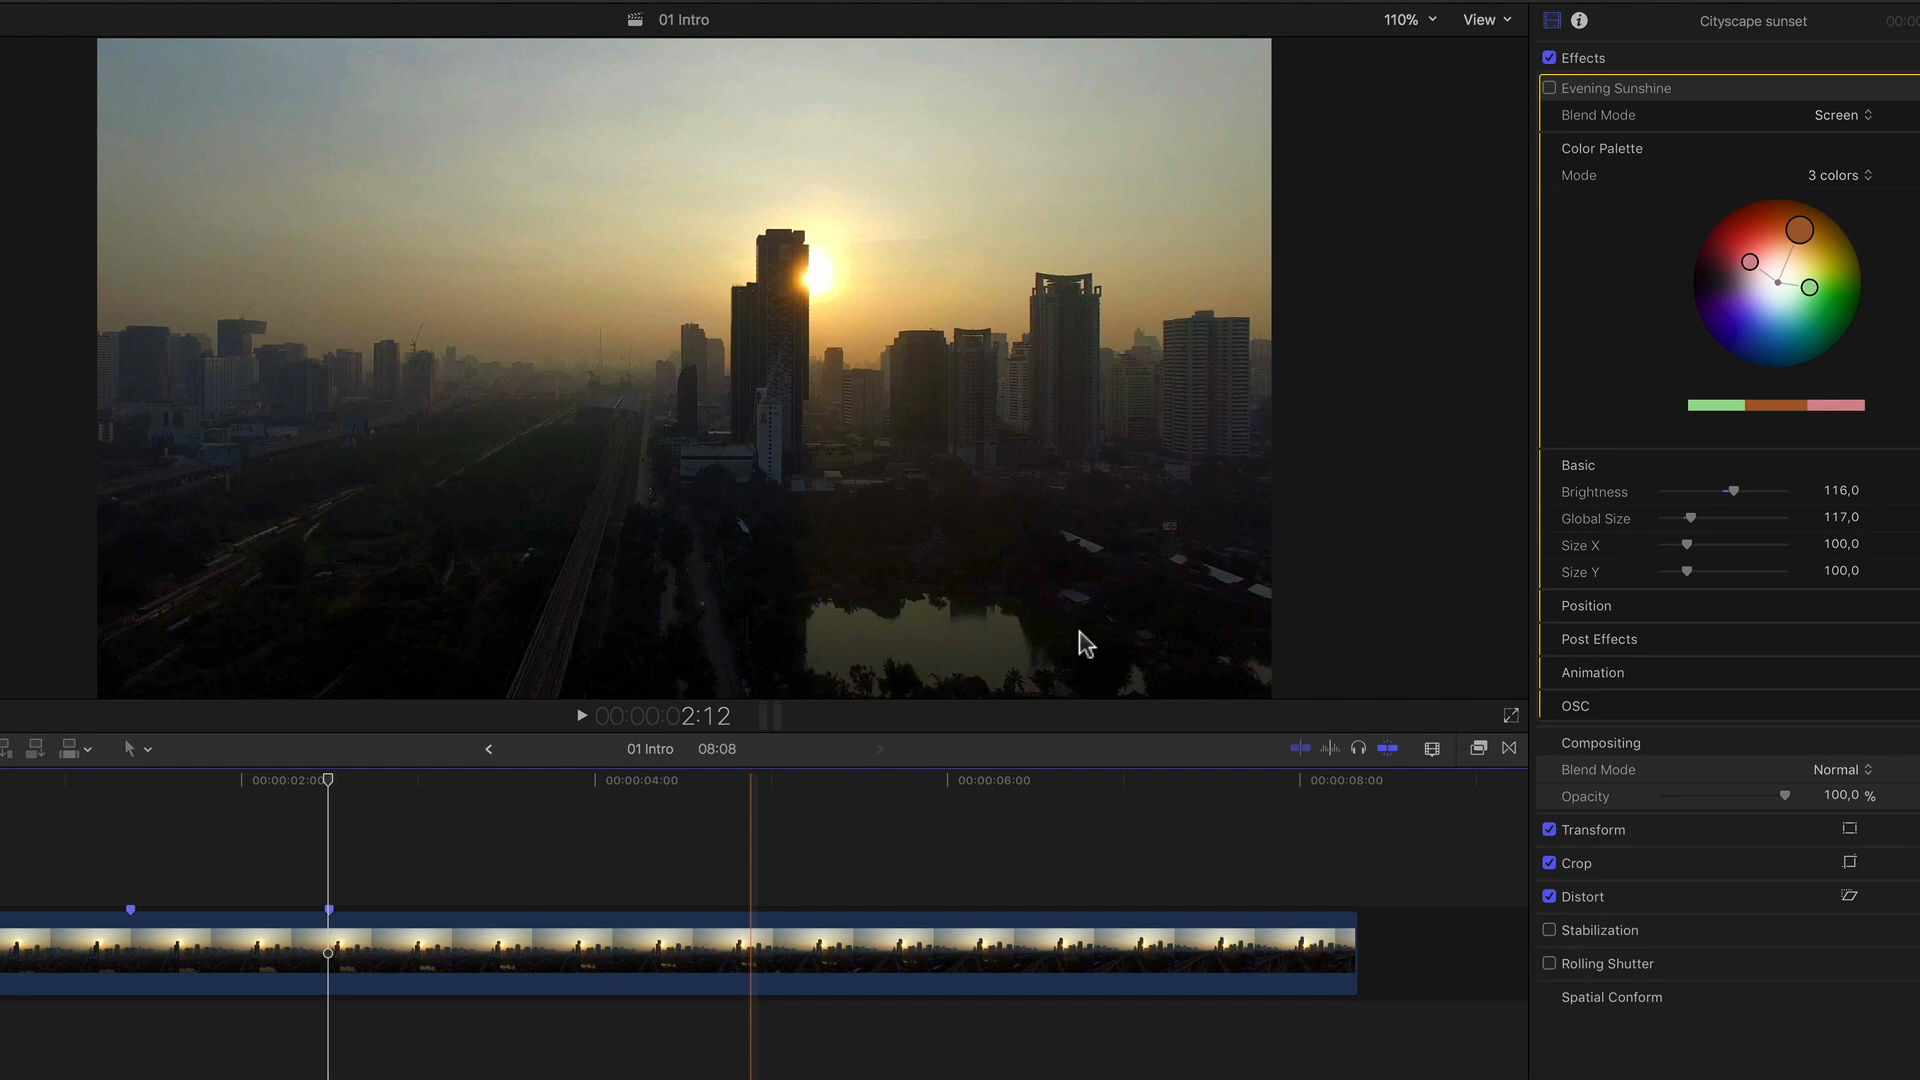 01 Intro
110%
View
Cityscape sunset
00:00
Effects
Evening Sunshine
Blend Mode
Screen
Color Palette
Mode
3 colors
Basic
Brightness
116,0
Global Size
117,0
Size X
100,0
Size Y
100,0
Position
Post Effects
Animation
OSC
Compositing
Blend Mode
Normal
Opacity
100,0 %
Transform
Crop
Distort
Stabilization
Rolling Shutter
Spatial Conform
00:00:02:12
01 Intro
08:08
00:00:02:00
00:00:04:00
00:00:06:00
00:00:08:00